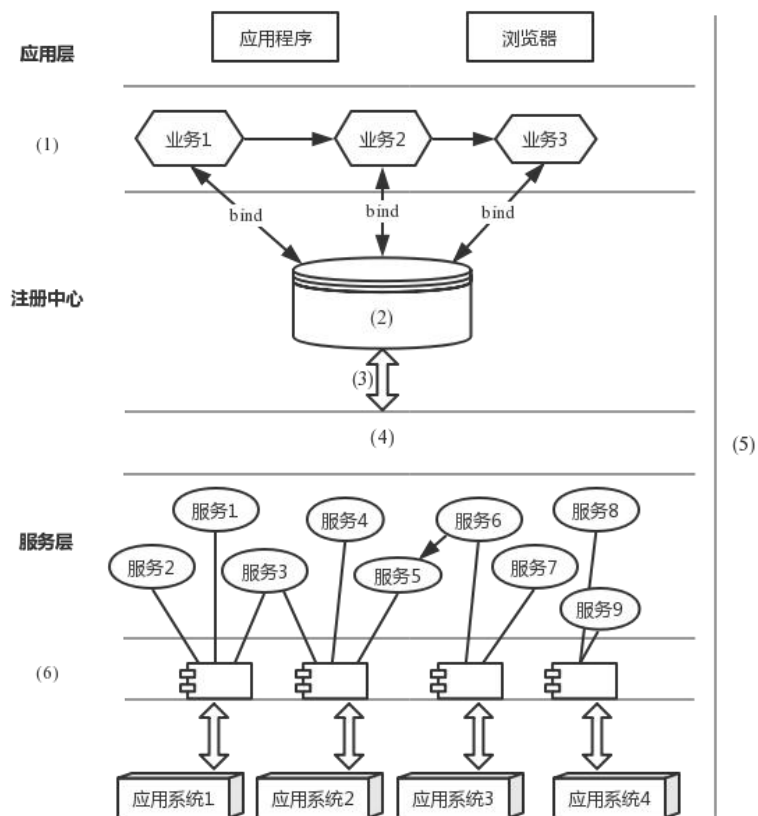 应用程序
浏览器
应用层
(1)
业务1
业务2
业务3
bind
bind
bind
注册中心
(2)
(3)
(4)
(5)
服务层
服务1
服务4
服务6
服务8
服务2
服务3
服务5
服务7
服务9
(6)
应用系统1
应用系统2
应用系统3
应用系统4